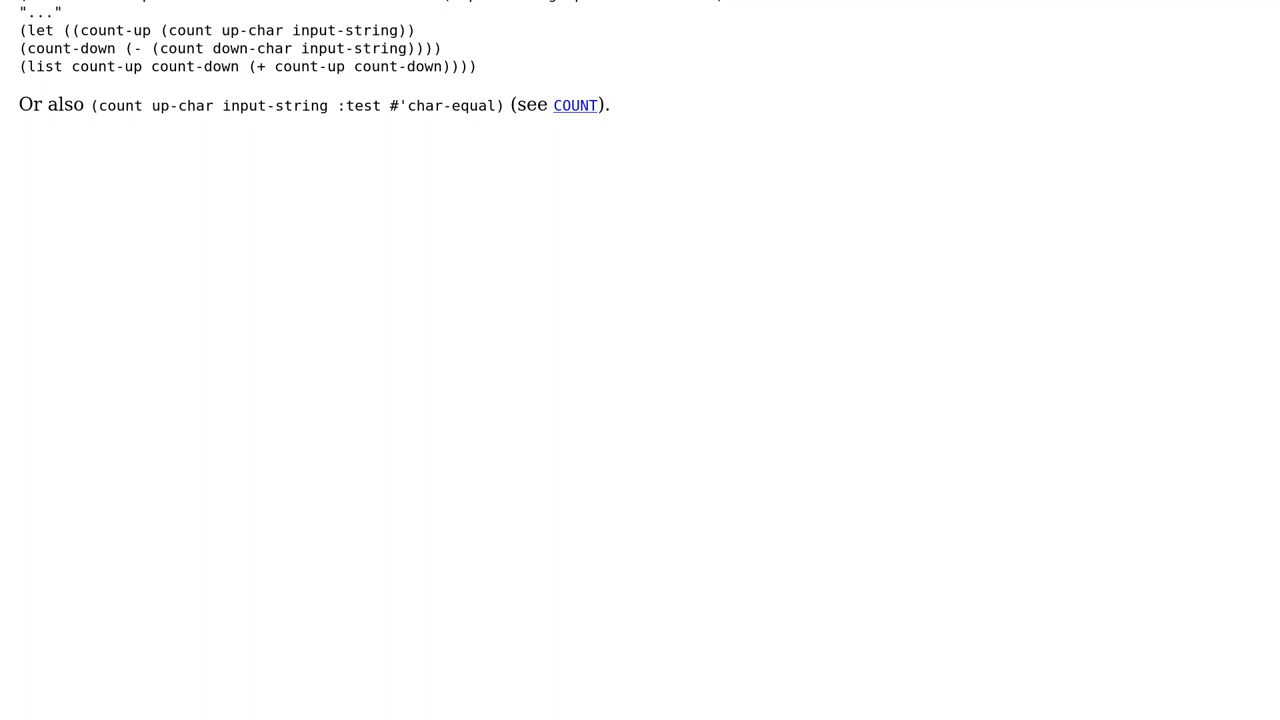 "..."
(let ((count-up (count up-char input-string))
(count-down (- (count down-char input-string))))
(list count-up count-down (+ count-up count-down))))
Or also (count up-char input-string :test #'char-equal) (see COUNT).